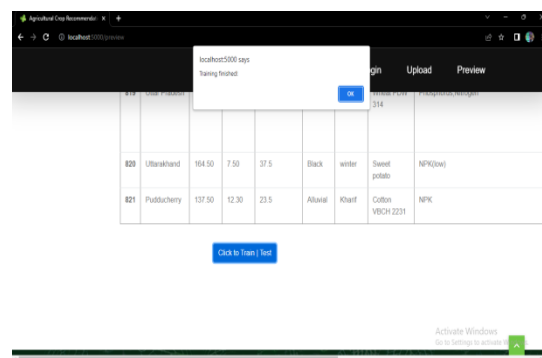 Agricultural Crop Recommendat
localhost:5000/preview
localhost:5000 says
Training finished
OK
gin Upload Preview
819 Uttar Pradesh Wheat PDW 314 Phosphorus,Nitrogen
820 Uttarakhand 164.50 7.50 37.5 Black winter Sweet potato NPK(low)
821 Pudducherry 137.50 12.30 23.5 Alluvial Kharif Cotton VBCH 2231 NPK
Click to Train | Test
Activate Windows
Go to Settings to activate W